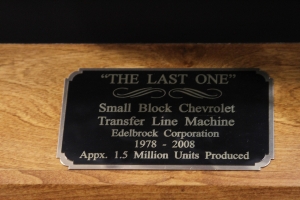 "THE LAST ONE"
Small Block Chevrolet
Transfer Line Machine
Edelbrock Corporation
1978 - 2008
Appx. 1.5 Million Units Produced